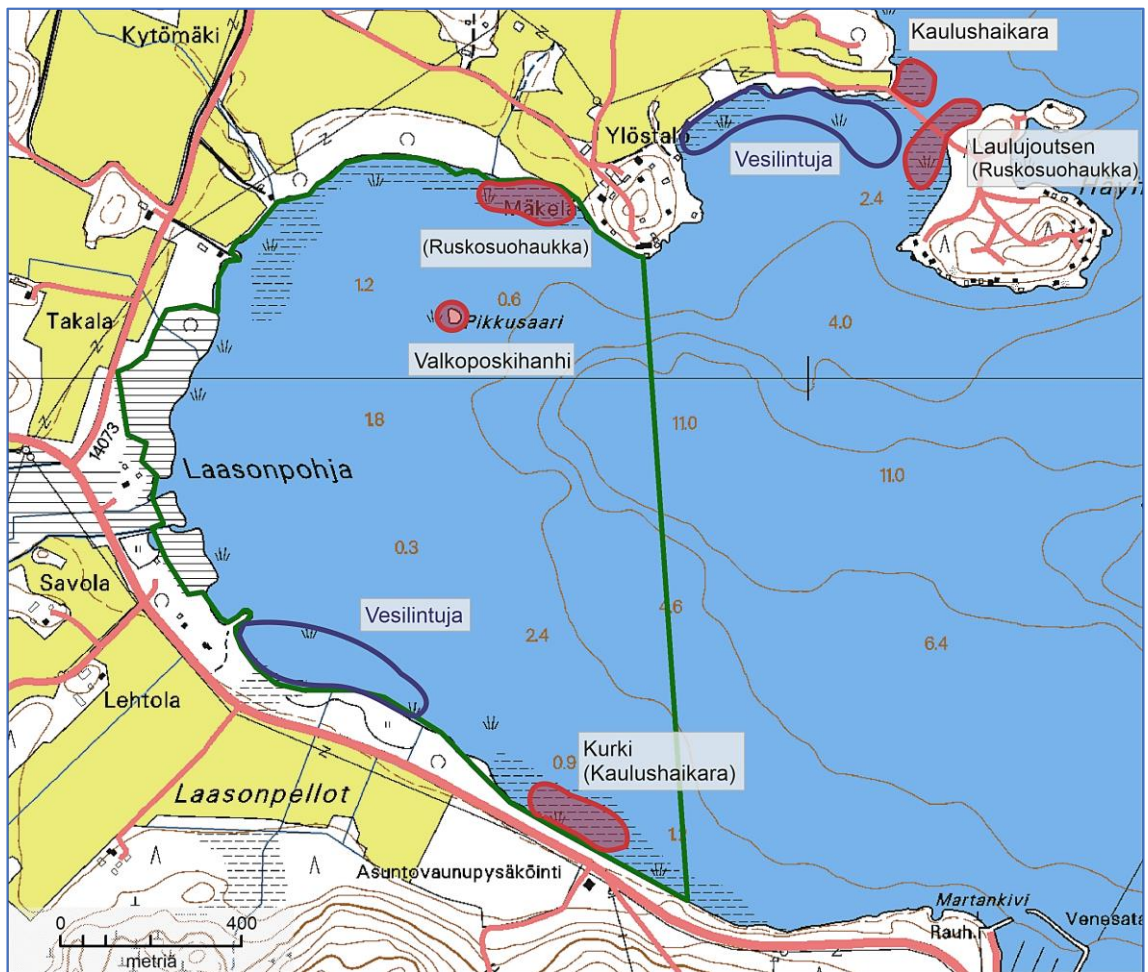 Kytömäki
Kaulushaikara
Ylöstalo
Vesilintuja
Laulujoutsen
(Ruskosuohaukka)
2.4
Mäkelä
(Ruskosuohaukka)
1.2
0.6
Pikkusaari
4.0
Takala
Valkoposkihanhi
1.8
11.0
14073
Laasonpohja
11.0
0.3
Savola
Vesilintuja
4.6
2.4
6.4
Lehtola
Kurki
(Kaulushaikara)
0.9
Laasonpellot
Asuntovaunupysäköinti
Martankivi
Rauh.
Venesata
0 400
metriä